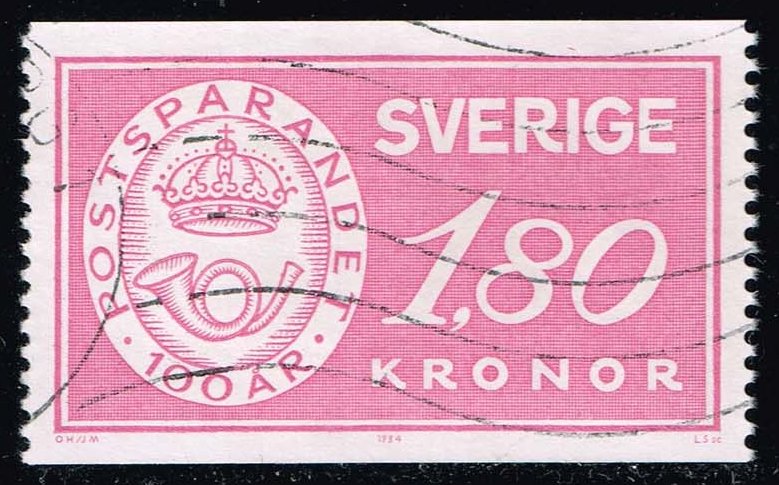 POSTSPARANDET
· 100 ÅR ·
SVERIGE
1,80
KRONOR
OH/JM
1984
LS sc